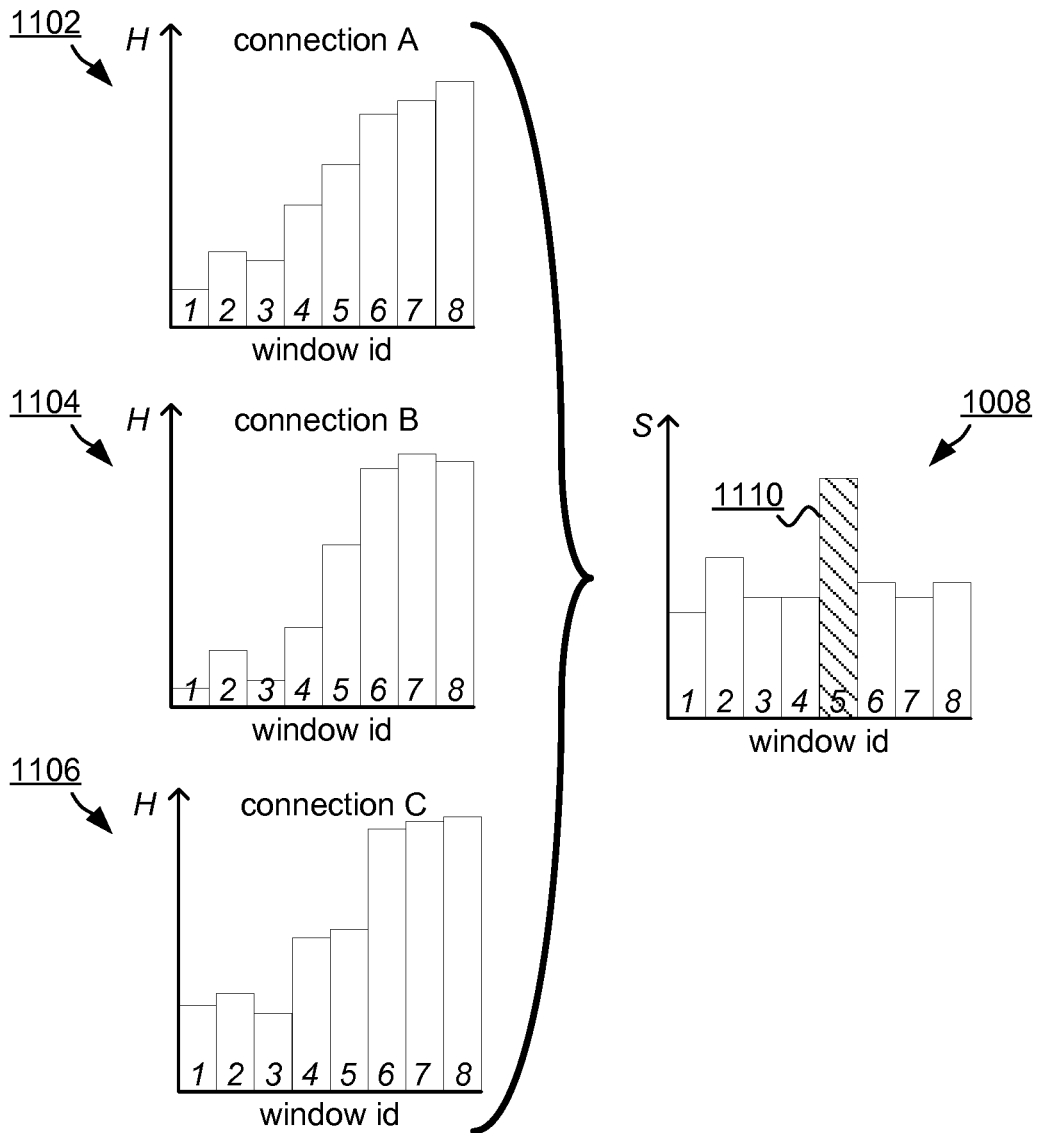 1102
H
connection A
1 2 3 4 5 6 7 8
window id
1104
H
connection B
1 2 3 4 5 6 7 8
window id
1106
H
connection C
1 2 3 4 5 6 7 8
window id
1008
S
1110
1 2 3 4 5 6 7 8
window id